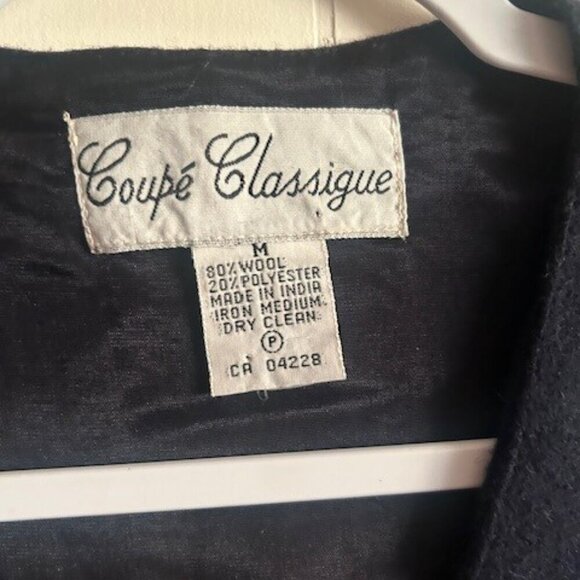 Coupé Classique
M
80% WOOL
20% POLYESTER
MADE IN INDIA
IRON MEDIUM
DRY CLEAN
P
CA 04228